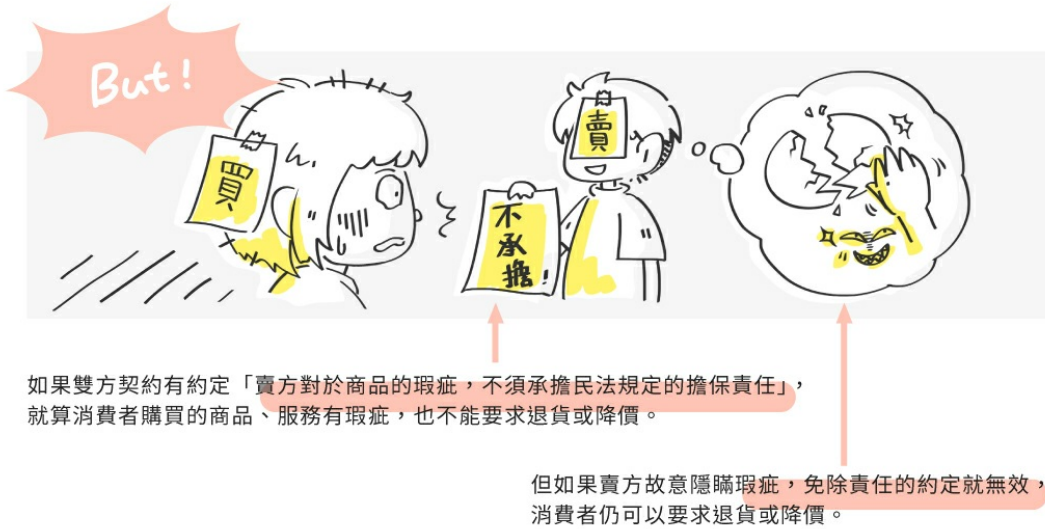 But!
買
賣
不承擔!
如果雙方契約有約定「賣方對於商品的瑕疵，不須承擔民法規定的擔保責任」，
就算消費者購買的商品、服務有瑕疵，也不能要求退貨或降價。
但如果賣方故意隱瞞瑕疵，免除責任的約定就無效，
消費者仍可以要求退貨或降價。